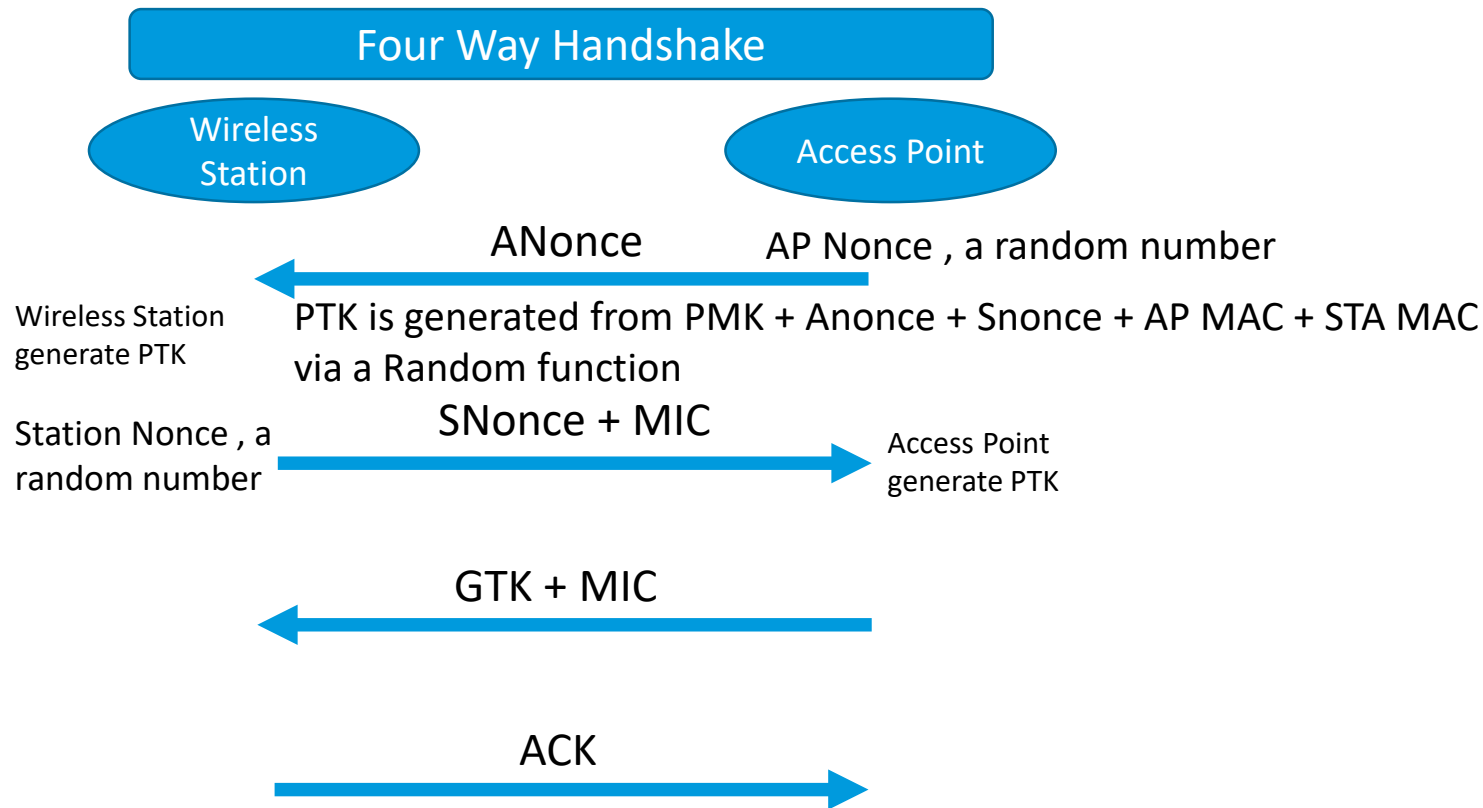 Four Way Handshake
Wireless
Station
Access Point
ANonce
AP Nonce , a random number
Wireless Station
generate PTK
PTK is generated from PMK + Anonce + Snonce + AP MAC + STA MAC
via a Random function
SNonce + MIC
Station Nonce , a
random number
Access Point
generate PTK
GTK + MIC
ACK